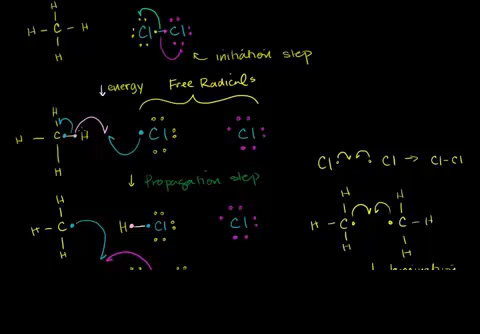 H
C
H
H
Cl Cl
initiation step
energy
Free Radicals
H
H C H
H
Cl Cl
Propagation step
Cl Cl → Cl-Cl
H
H C
H
H Cl Cl
H H
H C C H
H H